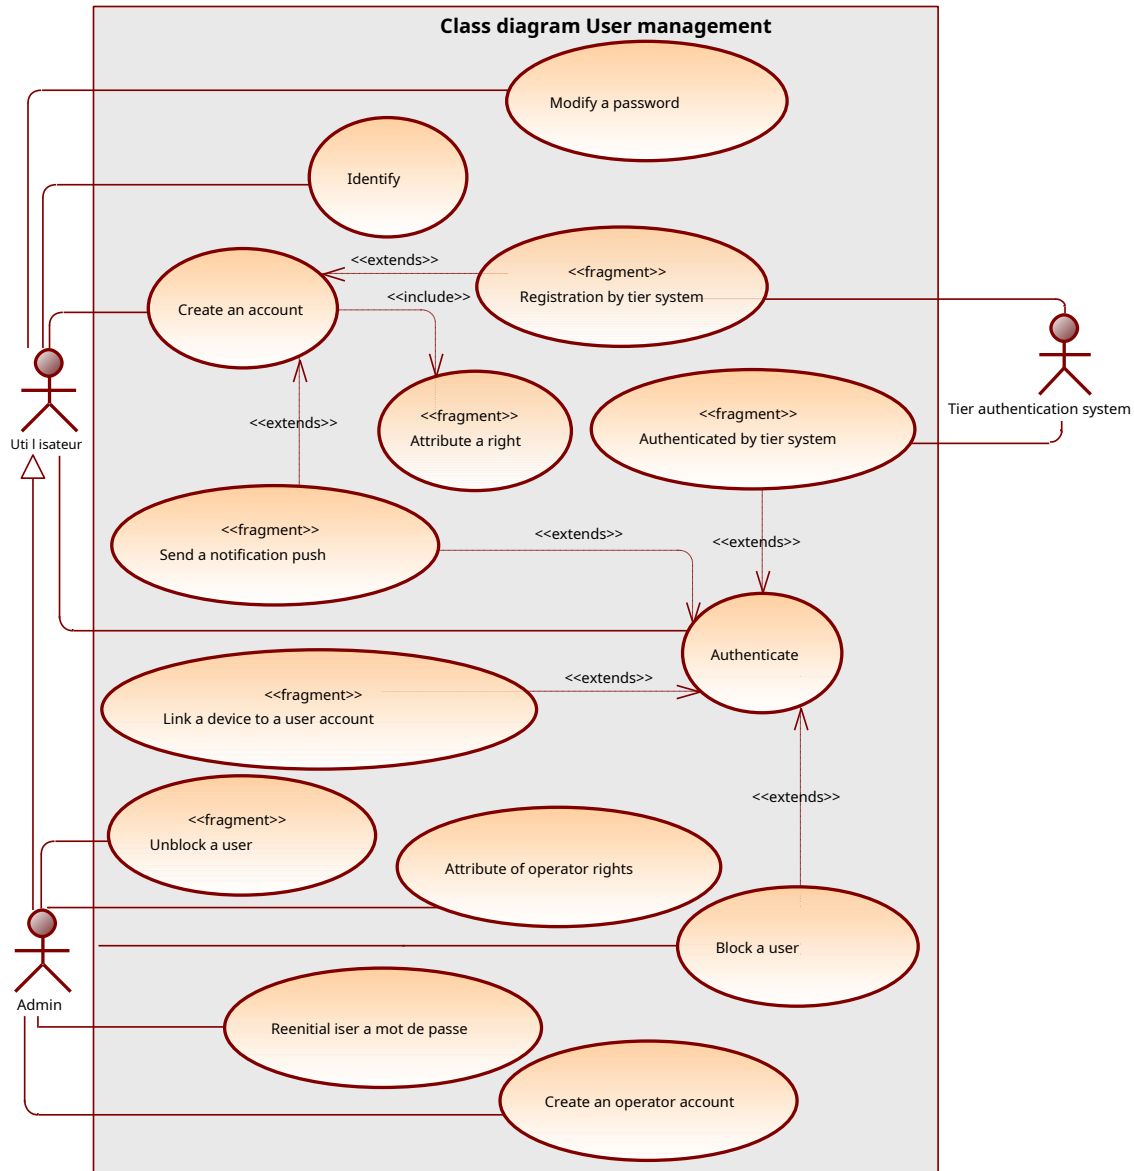 Class diagram User management
Modify a password
Identify
<<extends>>
<<fragment>>
Registration by tier system
<<include>>
Create an account
Tier authentication system
<<extends>>
<<fragment>>
Attribute a right
<<fragment>>
Authenticated by tier system
Uti l isateur
<<fragment>>
Send a notification push
<<extends>>
<<extends>>
Authenticate
<<extends>>
<<fragment>>
Link a device to a user account
<<extends>>
<<fragment>>
Unblock a user
Attribute of operator rights
Block a user
Admin
Reenitial iser a mot de passe
Create an operator account